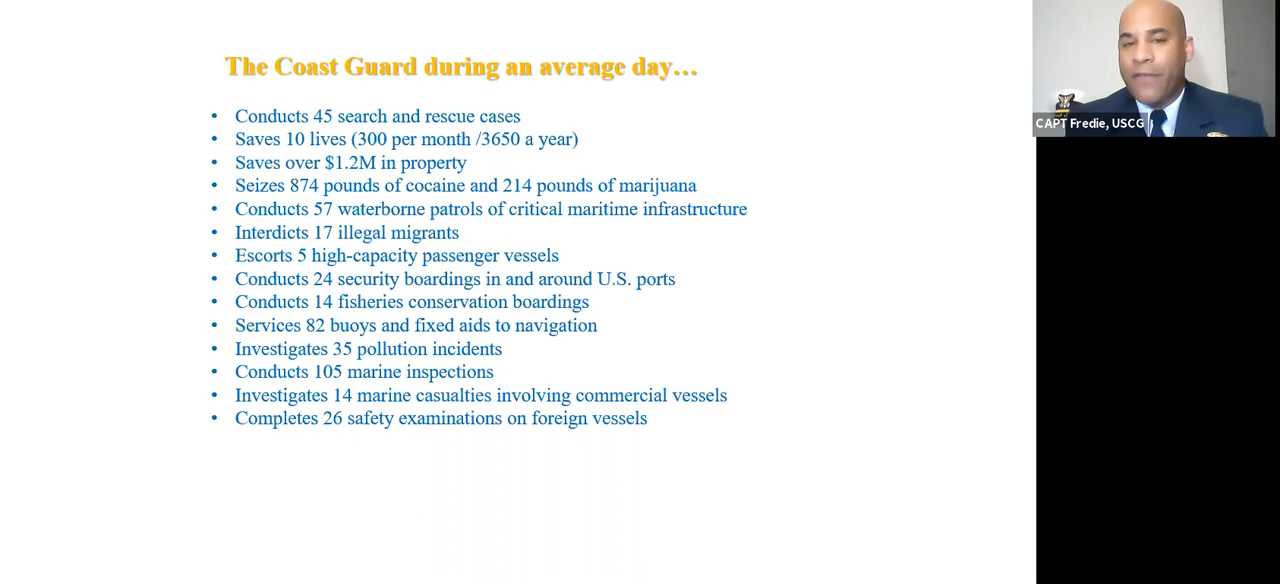 The Coast Guard during an average day…
• Conducts 45 search and rescue cases
• Saves 10 lives (300 per month /3650 a year)
• Saves over $1.2M in property
• Seizes 874 pounds of cocaine and 214 pounds of marijuana
• Conducts 57 waterborne patrols of critical maritime infrastructure
• Interdicts 17 illegal migrants
• Escorts 5 high-capacity passenger vessels
• Conducts 24 security boardings in and around U.S. ports
• Conducts 14 fisheries conservation boardings
• Services 82 buoys and fixed aids to navigation
• Investigates 35 pollution incidents
• Conducts 105 marine inspections
• Investigates 14 marine casualties involving commercial vessels
• Completes 26 safety examinations on foreign vessels
CAPT Fredie, USCG